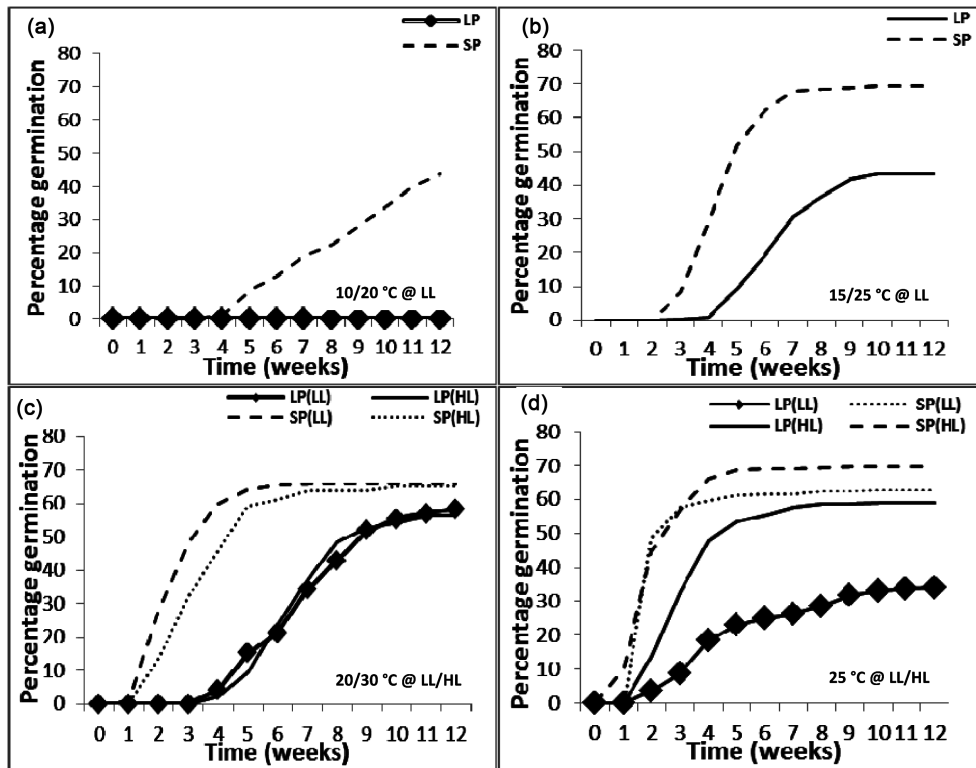 (a)
LP
SP
Percentage germination
80
70
60
50
40
30
20
10
0
10/20 °C @ LL
0 1 2 3 4 5 6 7 8 9 10 11 12
Time (weeks)
(b)
LP
SP
Percentage germination
80
70
60
50
40
30
20
10
0
15/25 °C @ LL
0 1 2 3 4 5 6 7 8 9 10 11 12
Time (weeks)
(c)
LP(LL) LP(HL)
SP(LL) SP(HL)
Percentage germination
80
70
60
50
40
30
20
10
0
20/30 °C @ LL/HL
0 1 2 3 4 5 6 7 8 9 10 11 12
Time (weeks)
(d)
LP(LL) SP(LL)
LP(HL) SP(HL)
Percentage germination
80
70
60
50
40
30
20
10
0
25 °C @ LL/HL
0 1 2 3 4 5 6 7 8 9 10 11 12
Time (weeks)